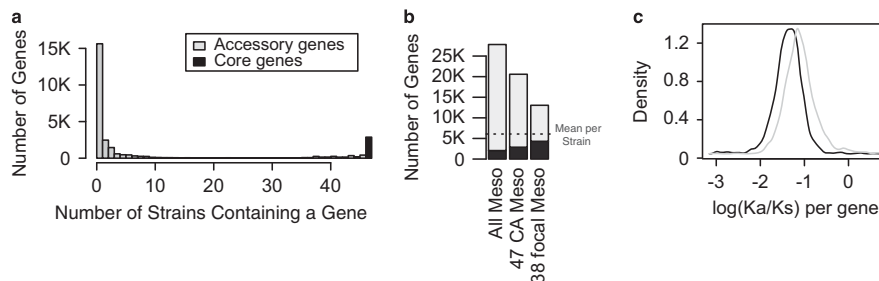 a
Number of Genes
15K
10K
5K
0
Accessory genes
Core genes
0 10 20 30 40
Number of Strains Containing a Gene
b
Number of Genes
25K
20K
15K
10K
5K
0
Mean per
Strain
All Meso
47 CA Meso
38 focal Meso
c
Density
1.2
0.8
0.4
0
-3 -2 -1 0
log(Ka/Ks) per gene